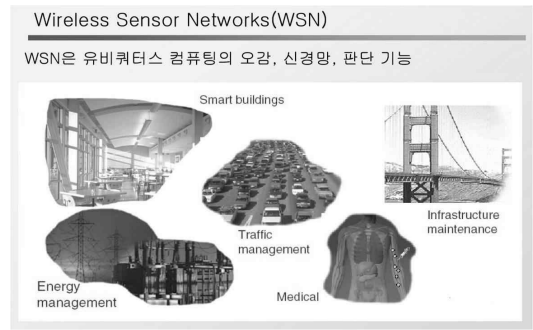 Wireless Sensor Networks(WSN)
WSN은 유비쿼터스 컴퓨팅의 오감, 신경망, 판단 기능
Smart buildings
Traffic
management
Infrastructure
maintenance
Energy
management
Medical